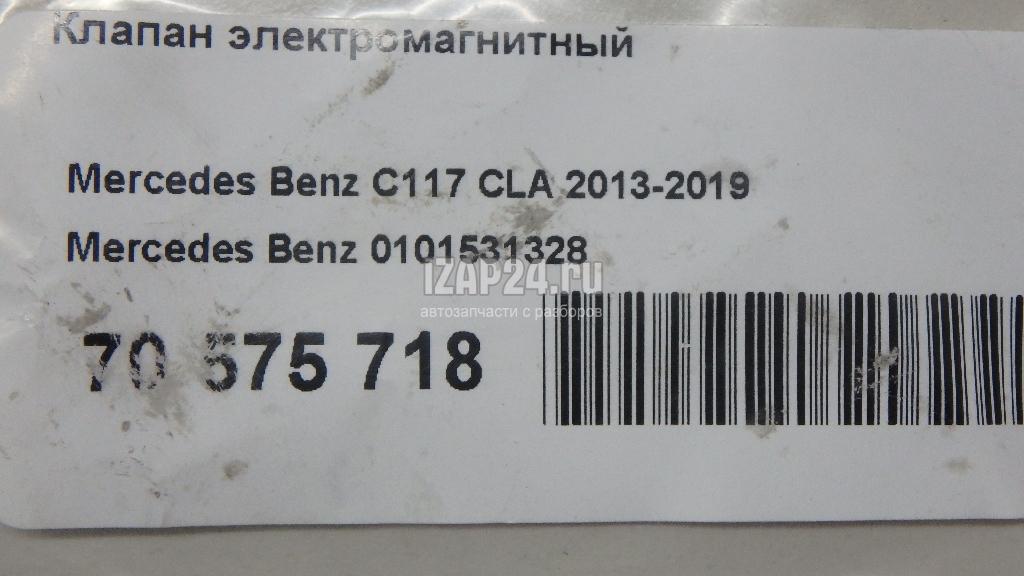 Клапан электромагнитный
Mercedes Benz C117 CLA 2013-2019
Mercedes Benz 0101531328
IZAP24.ru
автозапчасти с разборов
70 575 718